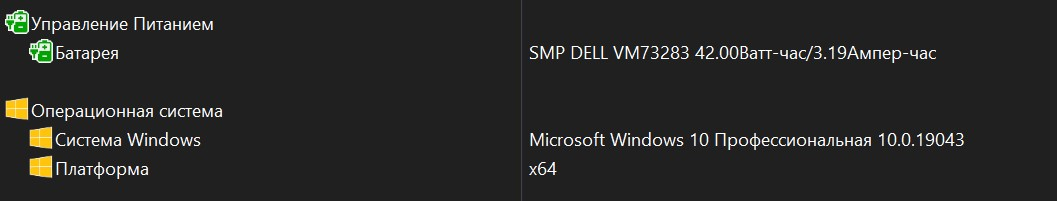 Управление Питанием
Батарея SMP DELL VM73283 42.00Ватт-час/3.19Ампер-час
Операционная система
Система Windows Microsoft Windows 10 Профессиональная 10.0.19043
Платформа x64